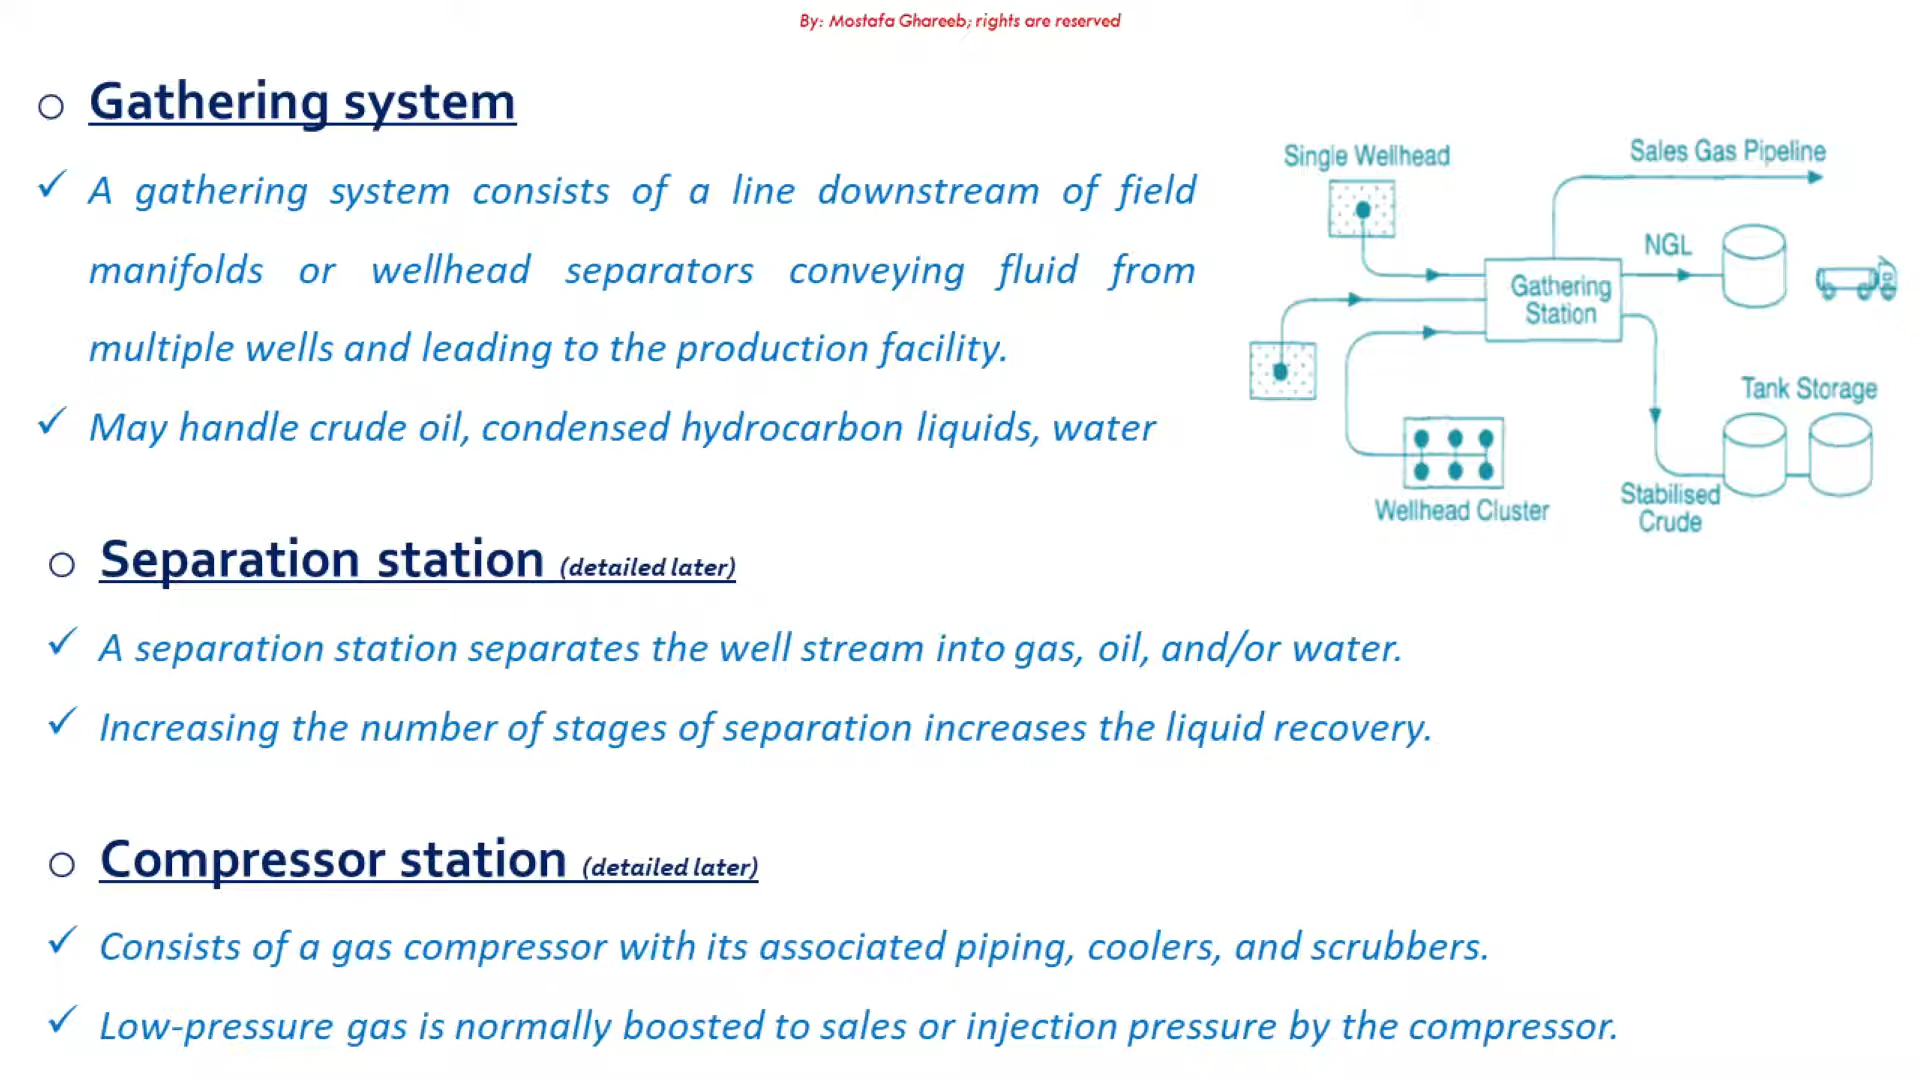 By: Mostafa Ghareeb; rights are reserved
o Gathering system
✓ A gathering system consists of a line downstream of field
manifolds or wellhead separators conveying fluid from
multiple wells and leading to the production facility.
✓ May handle crude oil, condensed hydrocarbon liquids, water
Single Wellhead
Sales Gas Pipeline
NGL
Gathering
Station
Tank Storage
Wellhead Cluster
Stabilised
Crude
o Separation station (detailed later)
✓ A separation station separates the well stream into gas, oil, and/or water.
✓ Increasing the number of stages of separation increases the liquid recovery.
o Compressor station (detailed later)
✓ Consists of a gas compressor with its associated piping, coolers, and scrubbers.
✓ Low-pressure gas is normally boosted to sales or injection pressure by the compressor.